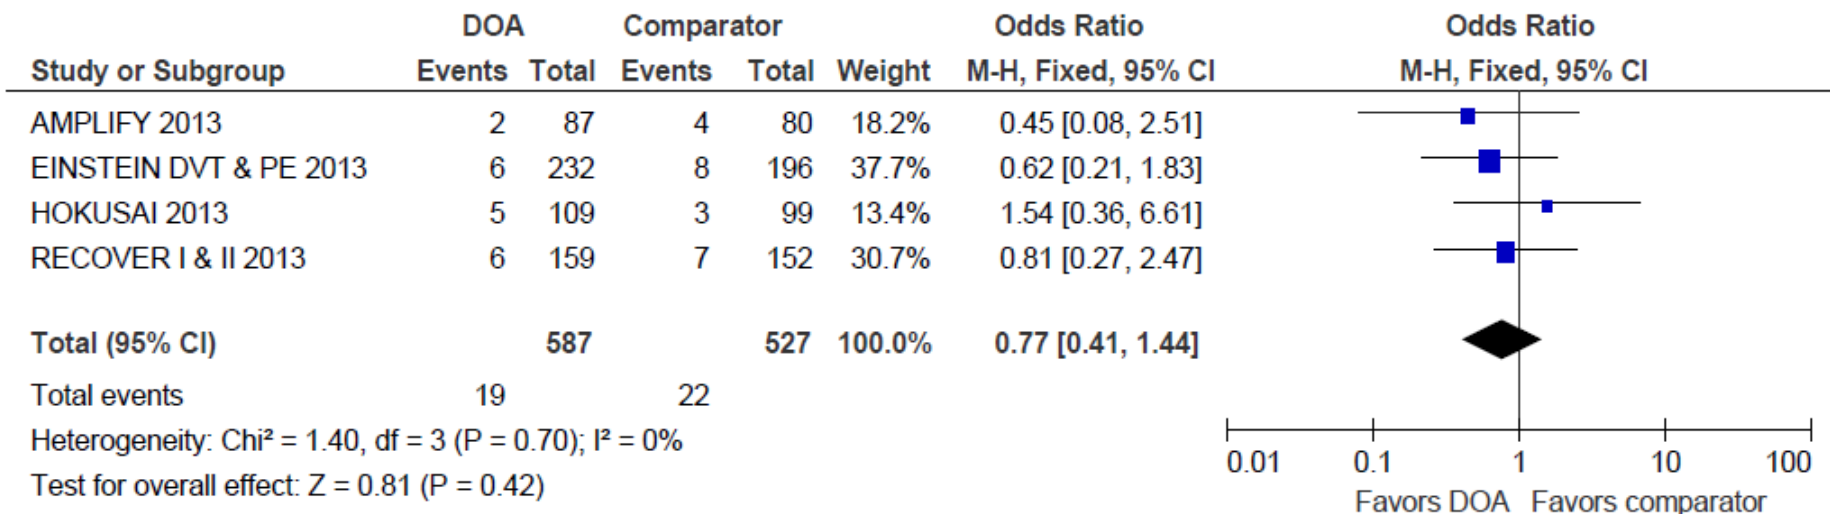 DOA Comparator Odds Ratio Odds Ratio
Study or Subgroup Events Total Events Total Weight M-H, Fixed, 95% CI M-H, Fixed, 95% CI
AMPLIFY 2013 2 87 4 80 18.2% 0.45 [0.08, 2.51]
EINSTEIN DVT & PE 2013 6 232 8 196 37.7% 0.62 [0.21, 1.83]
HOKUSAI 2013 5 109 3 99 13.4% 1.54 [0.36, 6.61]
RECOVER I & II 2013 6 159 7 152 30.7% 0.81 [0.27, 2.47]
Total (95% CI) 587 527 100.0% 0.77 [0.41, 1.44]
Total events 19 22
Heterogeneity: Chi² = 1.40, df = 3 (P = 0.70); I² = 0%
Test for overall effect: Z = 0.81 (P = 0.42)
0.01 0.1 1 10 100
Favors DOA Favors comparator